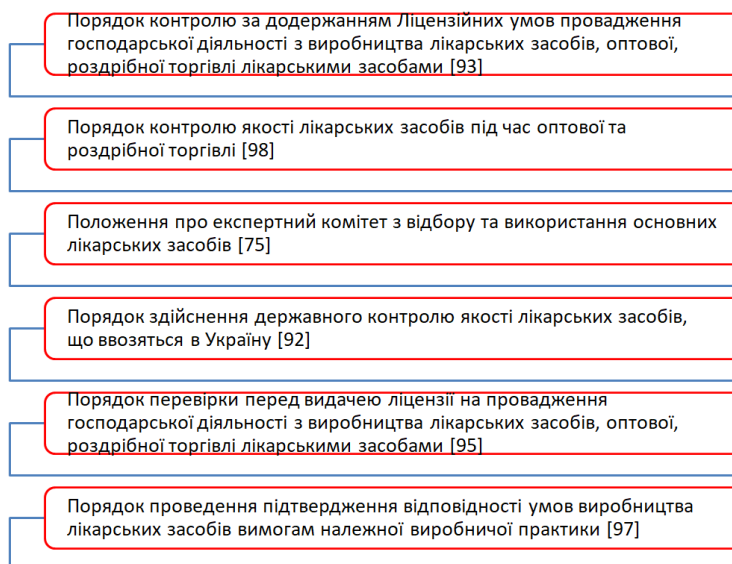 Порядок контролю за додержанням Ліцензійних умов провадження
господарської діяльності з виробництва лікарських засобів, оптової,
роздрібної торгівлі лікарськими засобами [93]
Порядок контролю якості лікарських засобів під час оптової та
роздрібної торгівлі [98]
Положення про експертний комітет з відбору та використання основних
лікарських засобів [75]
Порядок здійснення державного контролю якості лікарських засобів,
що ввозяться в Україну [92]
Порядок перевірки перед видачею ліцензії на провадження
господарської діяльності з виробництва лікарських засобів, оптової,
роздрібної торгівлі лікарськими засобами [95]
Порядок проведення підтвердження відповідності умов виробництва
лікарських засобів вимогам належної виробничої практики [97]